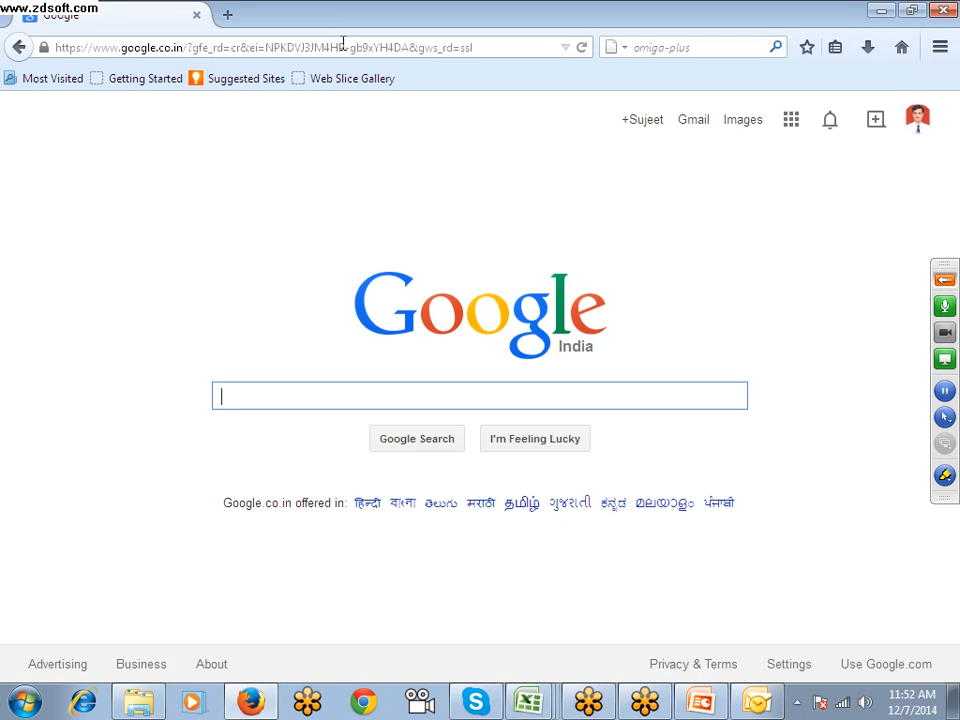 www.zdsoft.com
Google
https://www.google.co.in/?gfe_rd=cr&ei=NPKDVJ3JM4HR-gb9xYH4DA&gws_rd=ssl
omiga-plus
Most Visited Getting Started Suggested Sites Web Slice Gallery
+Sujeet Gmail Images
Google
India
Google Search I'm Feeling Lucky
Google.co.in offered in: हिन्दी বাংলা తెలుగు मराठी தமிழ் ગુજરાતી ಕನ್ನಡ മലയാളം ਪੰਜਾਬੀ
Advertising Business About
Privacy & Terms Settings Use Google.com
11:52 AM
12/7/2014